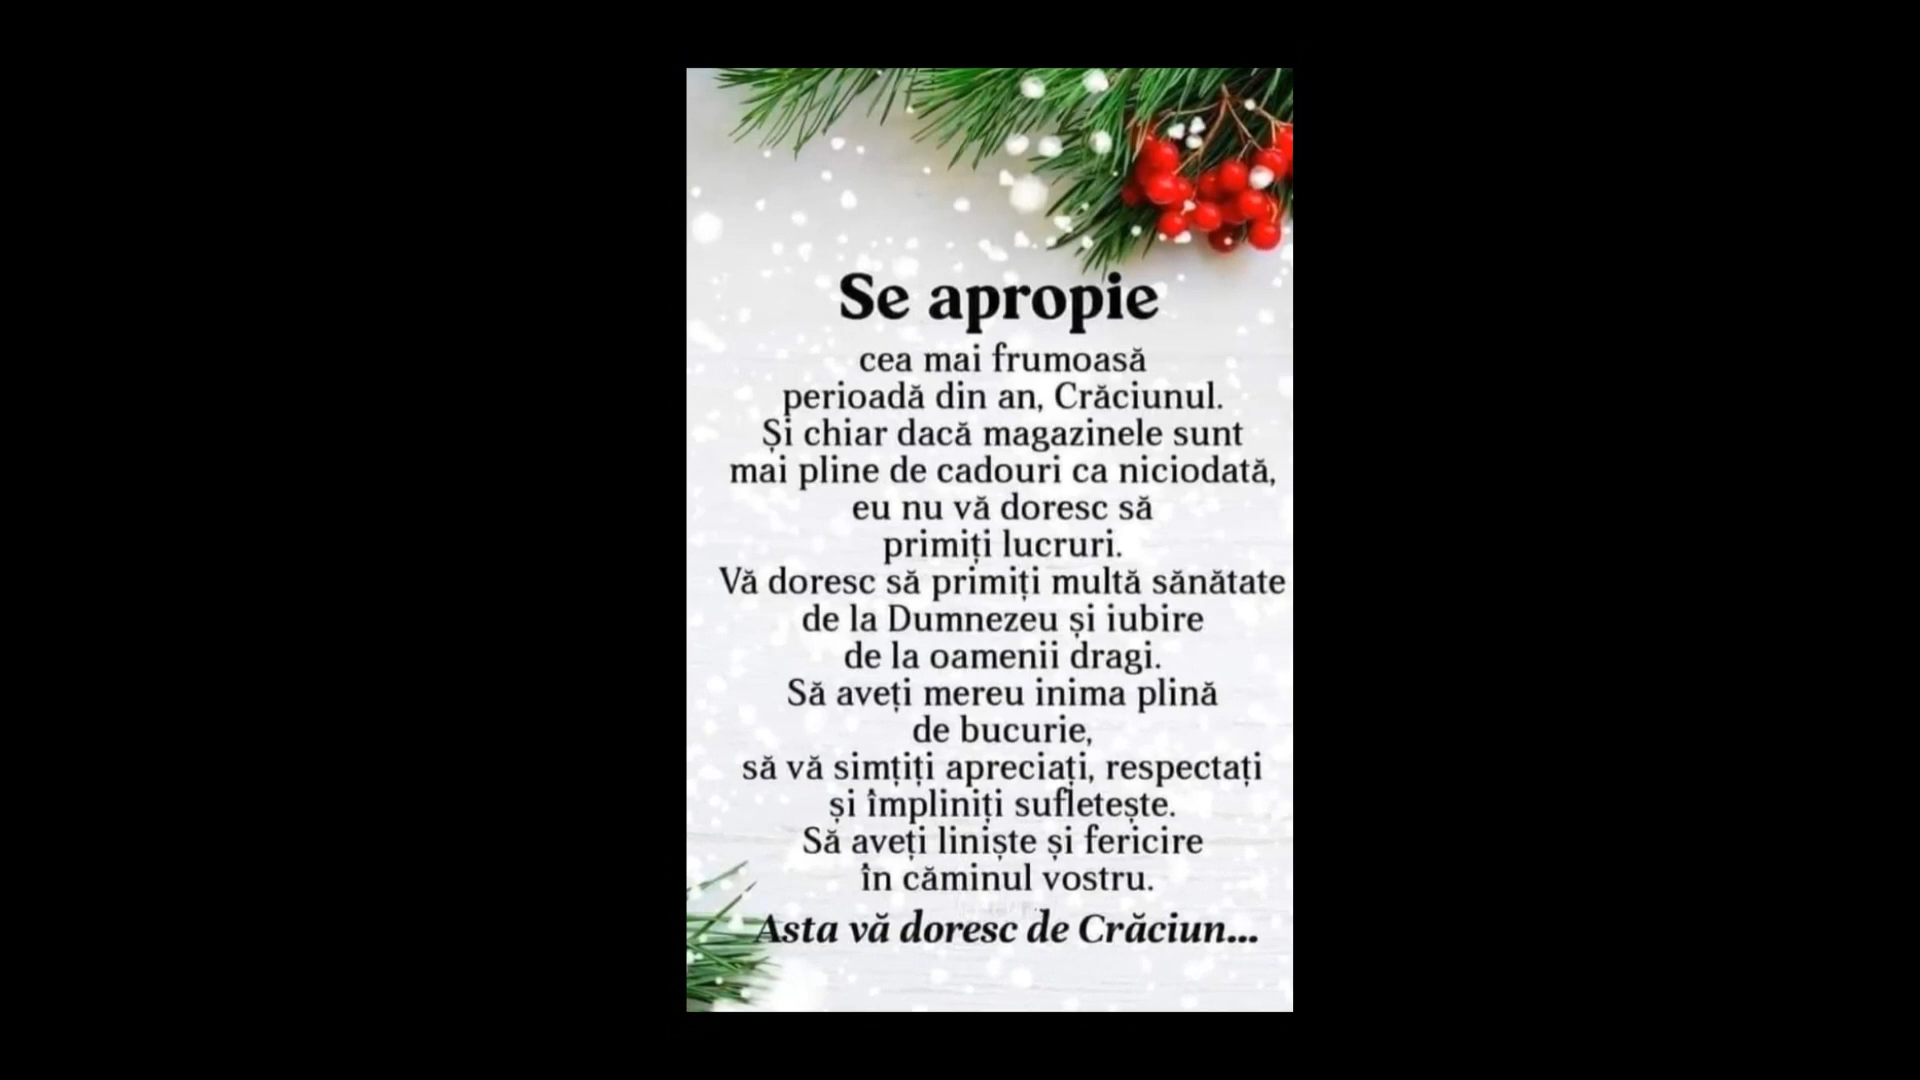 Se apropie
cea mai frumoasă
perioadă din an, Crăciunul.
Și chiar dacă magazinele sunt
mai pline de cadouri ca niciodată,
eu nu vă doresc să
primiți lucruri.
Vă doresc să primiți multă sănătate
de la Dumnezeu și iubire
de la oamenii dragi.
Să aveți mereu inima plină
de bucurie,
să vă simțiți apreciați, respectați
și împliniți sufletește.
Să aveți liniște și fericire
în căminul vostru.
Asta vă doresc de Crăciun...